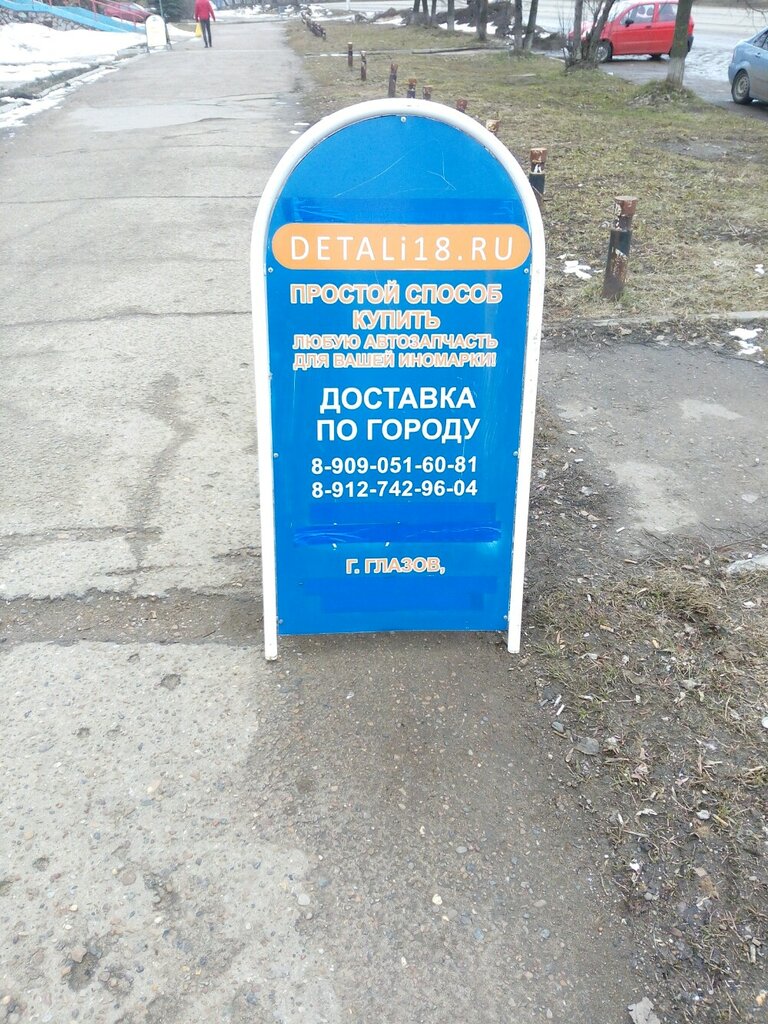 DETALi18.RU
ПРОСТОЙ СПОСОБ
КУПИТЬ
ЛЮБУЮ АВТОЗАПЧАСТЬ
ДЛЯ ВАШЕЙ ИНОМАРКИ!
ДОСТАВКА
ПО ГОРОДУ
8-909-051-60-81
8-912-742-96-04
Г. ГЛАЗОВ,